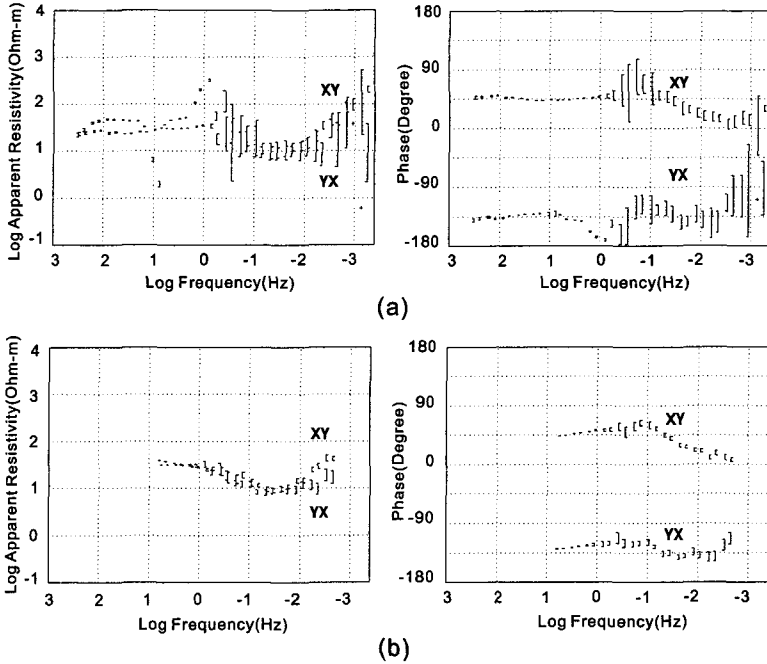 Log Apparent Resistivity(Ohm-m)
4
3
2
1
0
-1
XY
YX
3 2 1 0 -1 -2 -3
Log Frequency(Hz)
Phase(Degree)
180
90
0
-90
-180
XY
YX
3 2 1 0 -1 -2 -3
Log Frequency(Hz)
(a)
Log Apparent Resistivity(Ohm-m)
4
3
2
1
0
-1
XY
YX
3 2 1 0 -1 -2 -3
Log Frequency(Hz)
Phase(Degree)
180
90
0
-90
-180
XY
YX
3 2 1 0 -1 -2 -3
Log Frequency(Hz)
(b)